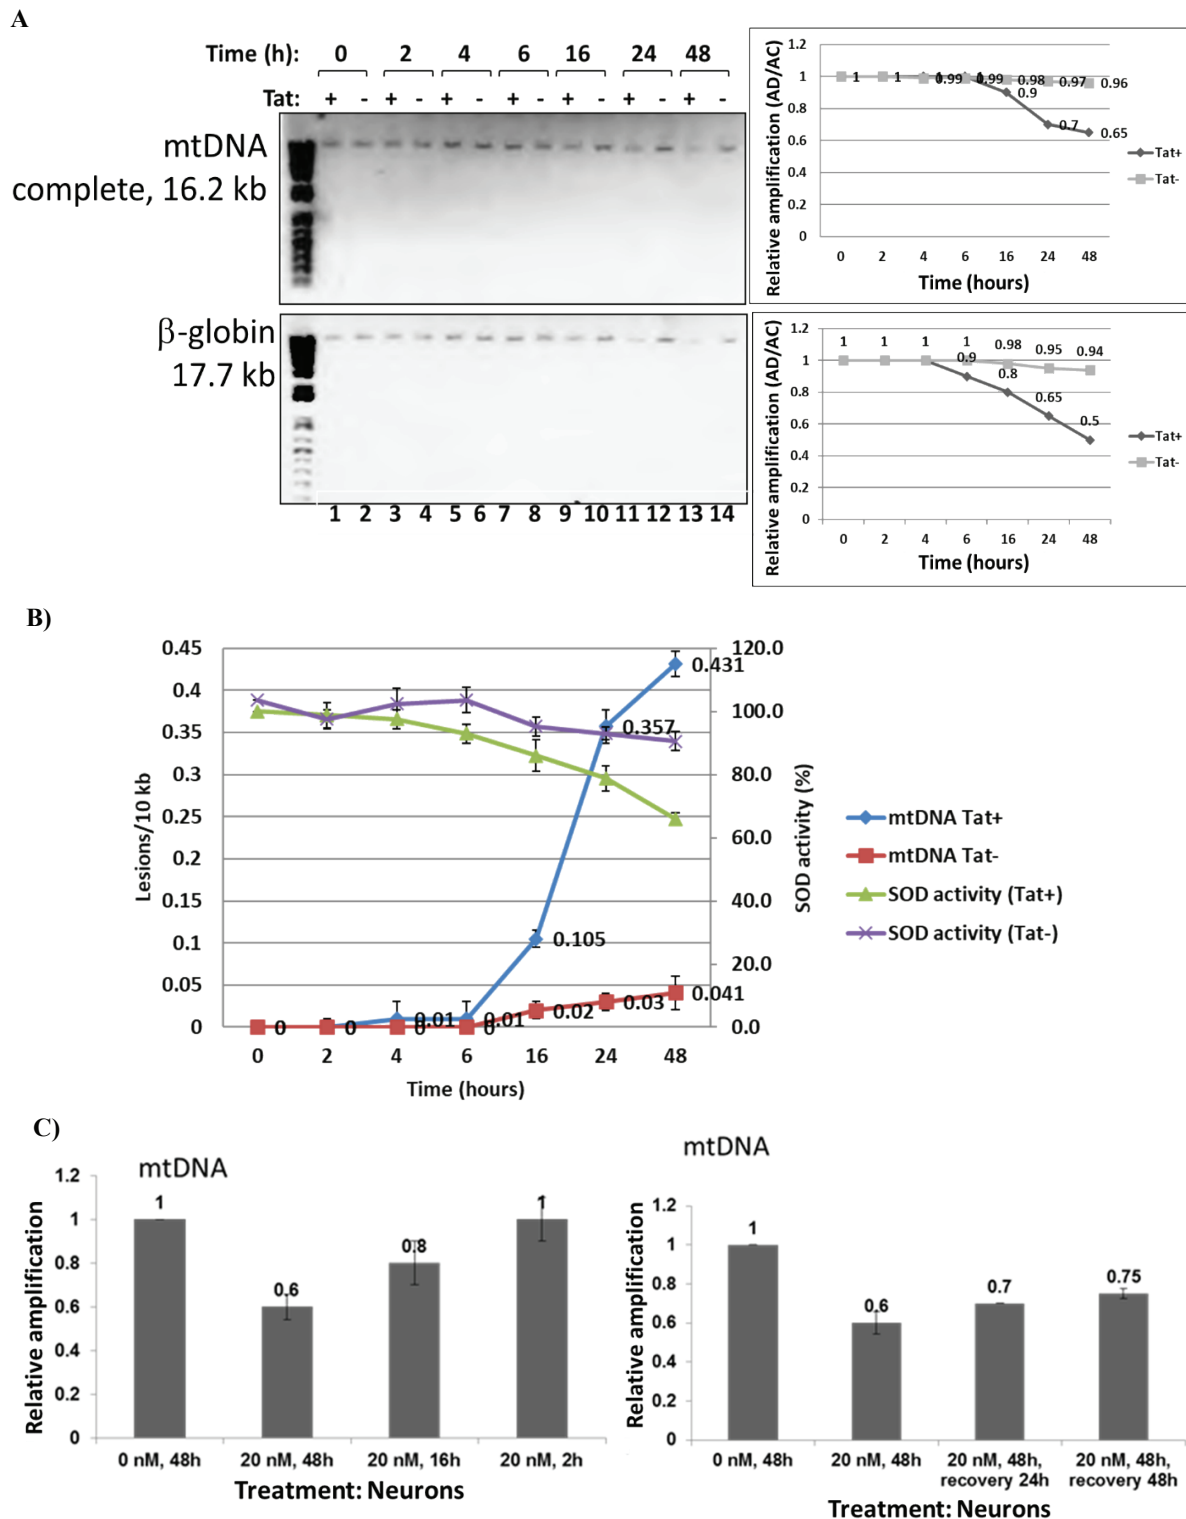 A
Time (h): 0 2 4 6 16 24 48
Tat: + - + - + - + - + - + - + -
mtDNA
complete, 16.2 kb
β-globin
17.7 kb
1 2 3 4 5 6 7 8 9 10 11 12 13 14
Relative amplification (AD/AC)
1.2
1
0.8
0.6
0.4
0.2
0
1 1 0.99 0.99 0.98 0.97 0.96
1 1 0.9 0.7 0.65
0 2 4 6 16 24 48
Time (hours)
Tat+
Tat-
Relative amplification (AD/AC)
1.2
1
0.8
0.6
0.4
0.2
0
1 1 1 1 0.98 0.95 0.94
0.9 0.8 0.65 0.5
0 2 4 6 16 24 48
Time (hours)
Tat+
Tat-
B)
Lesions/10 kb
0.45
0.4
0.35
0.3
0.25
0.2
0.15
0.1
0.05
0
0 0 0.01 0.01 0.105 0.357 0.431
0 0 0.02 0.03 0.041
120.0
100.0
80.0
60.0
40.0
20.0
0.0
SOD activity (%)
0 2 4 6 16 24 48
Time (hours)
mtDNA Tat+
mtDNA Tat-
SOD activity (Tat+)
SOD activity (Tat-)
C)
mtDNA
Relative amplification
1.2
1
0.8
0.6
0.4
0.2
0
1 0.6 0.8 1
0 nM, 48h 20 nM, 48h 20 nM, 16h 20 nM, 2h
Treatment: Neurons
mtDNA
Relative amplification
1.2
1
0.8
0.6
0.4
0.2
0
1 0.6 0.7 0.75
0 nM, 48h 20 nM, 48h 20 nM, 48h, 20 nM, 48h,
recovery 24h recovery 48h
Treatment: Neurons